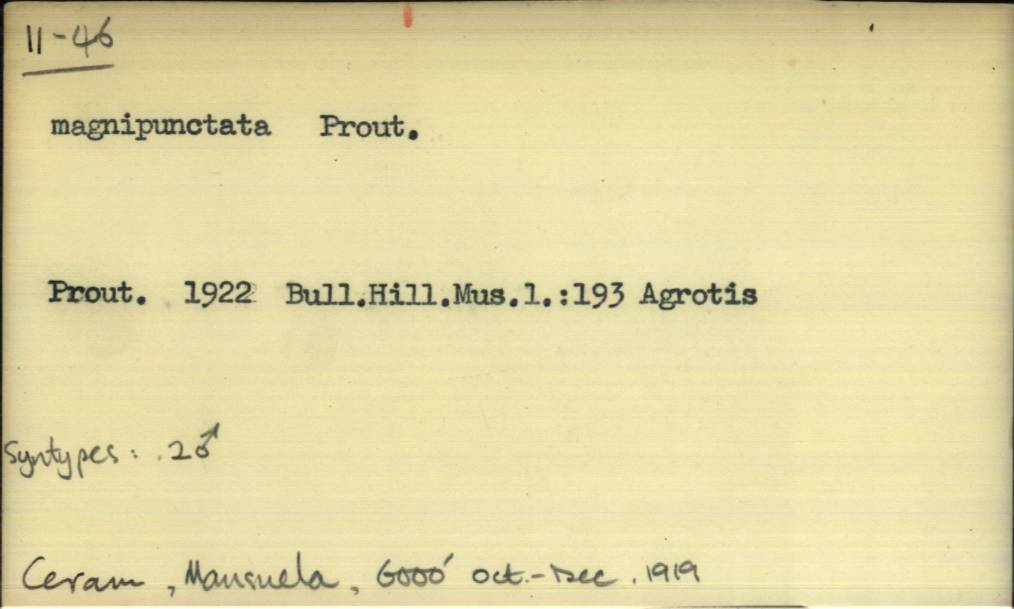 11-46
magnipunctata Prout.
Prout. 1922 Bull.Hill.Mus.1.:193 Agrotis
Syntypes: 2♂
Ceram, Manusela, 6000' Oct.-Dec. 1919